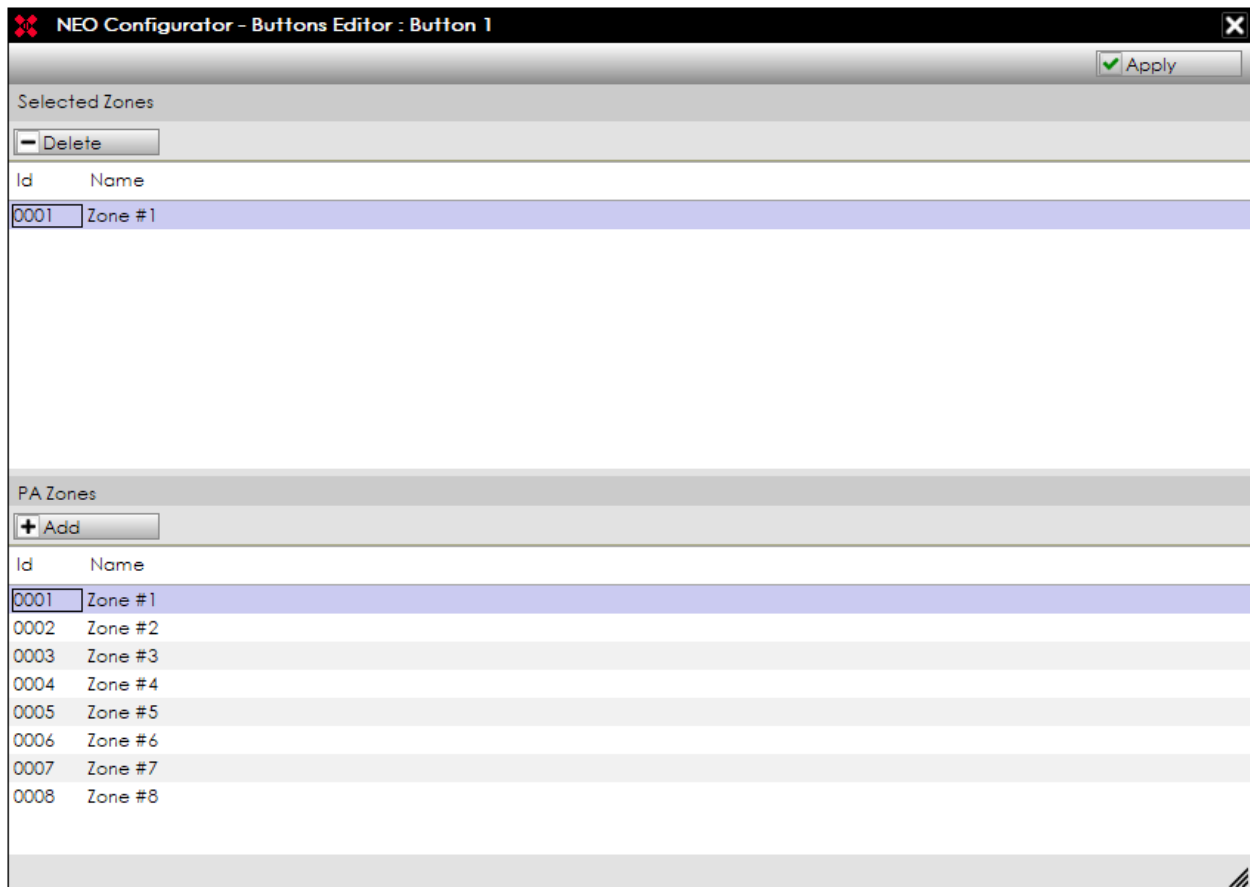 NEO Configurator - Buttons Editor : Button 1
Apply
Selected Zones
Delete
Id Name
0001 Zone #1
PA Zones
Add
Id Name
0001 Zone #1
0002 Zone #2
0003 Zone #3
0004 Zone #4
0005 Zone #5
0006 Zone #6
0007 Zone #7
0008 Zone #8